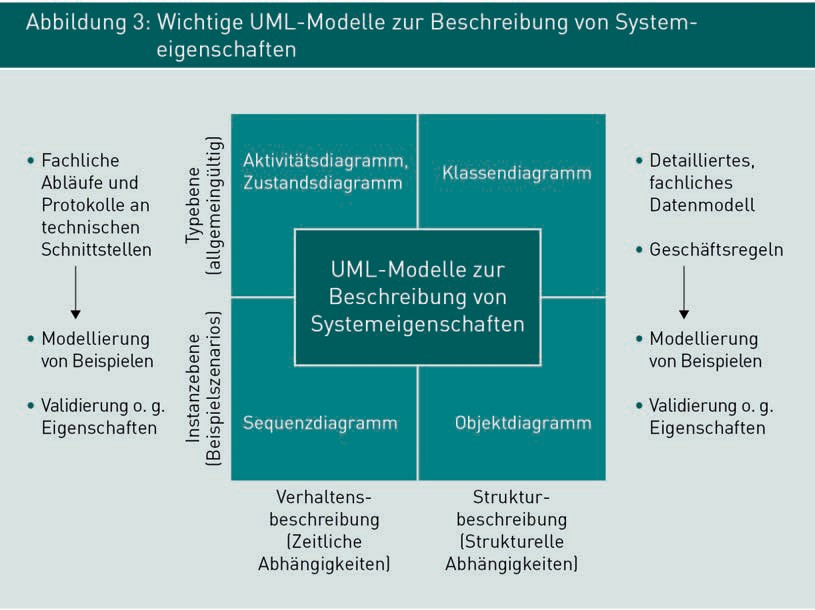 Abbildung 3: Wichtige UML-Modelle zur Beschreibung von System-
eigenschaften
• Fachliche
Abläufe und
Protokolle an
technischen
Schnittstellen
• Modellierung
von Beispielen
• Validierung o. g.
Eigenschaften
Typebene
(allgemeingültig)
Instanzebene
(Beispielszenarios)
Aktivitätsdiagramm,
Zustandsdiagramm
Klassendiagramm
UML-Modelle zur
Beschreibung von
Systemeigenschaften
Sequenzdiagramm
Objektdiagramm
Verhaltens-
beschreibung
(Zeitliche
Abhängigkeiten)
Struktur-
beschreibung
(Strukturelle
Abhängigkeiten)
• Detailliertes,
fachliches
Datenmodell
• Geschäftsregeln
• Modellierung
von Beispielen
• Validierung o. g.
Eigenschaften